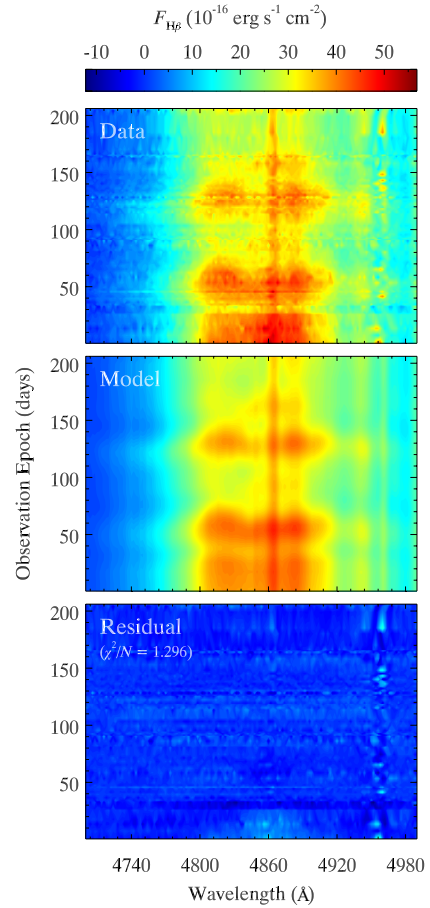 F_Hβ (10^-16 erg s^-1 cm^-2)
-10 0 10 20 30 40 50
200
Data
150
100
50
200
Model
150
100
50
Observation Epoch (days)
200
Residual
(χ²/N = 1.296)
150
100
50
4740 4800 4860 4920 4980
Wavelength (Å)